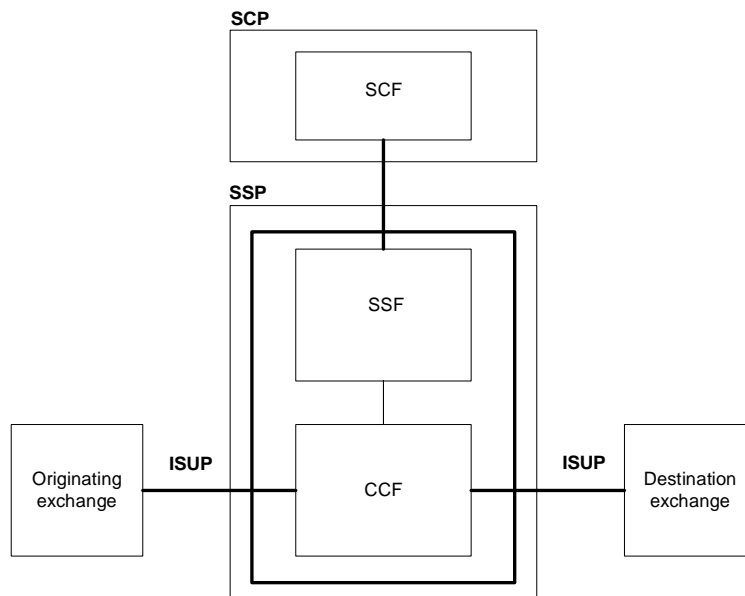 SCP
SCF
SSP
SSF
ISUP
ISUP
Originating
exchange
CCF
Destination
exchange